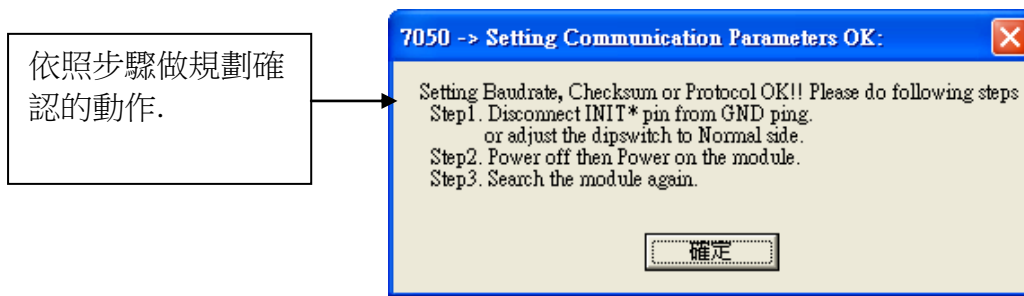 依照步驟做規劃確
認的動作.
7050 -> Setting Communication Parameters OK:
Setting Baudrate, Checksum or Protocol OK!! Please do following steps
Step1. Disconnect INIT* pin from GND ping.
or adjust the dipswitch to Normal side.
Step2. Power off then Power on the module.
Step3. Search the module again.
確定